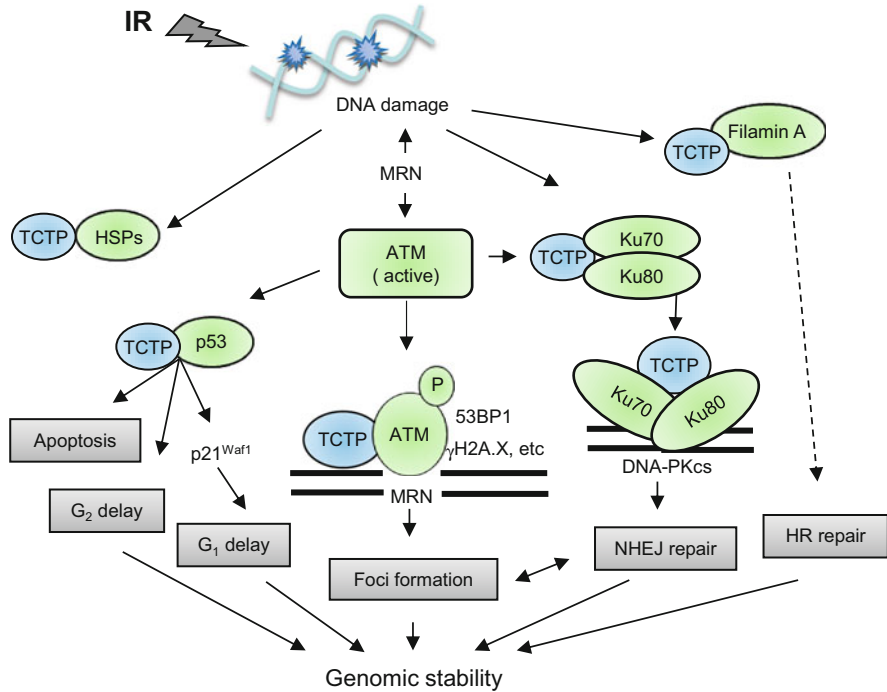 IR
DNA damage
Filamin A
TCTP
MRN
TCTP
HSPs
ATM
( active)
TCTP
Ku70
Ku80
TCTP
p53
TCTP
Ku70
Ku80
P
53BP1
TCTP
ATM
γH2A.X, etc
Apoptosis
p21Waf1
DNA-PKcs
MRN
G2 delay
G1 delay
NHEJ repair
HR repair
Foci formation
Genomic stability